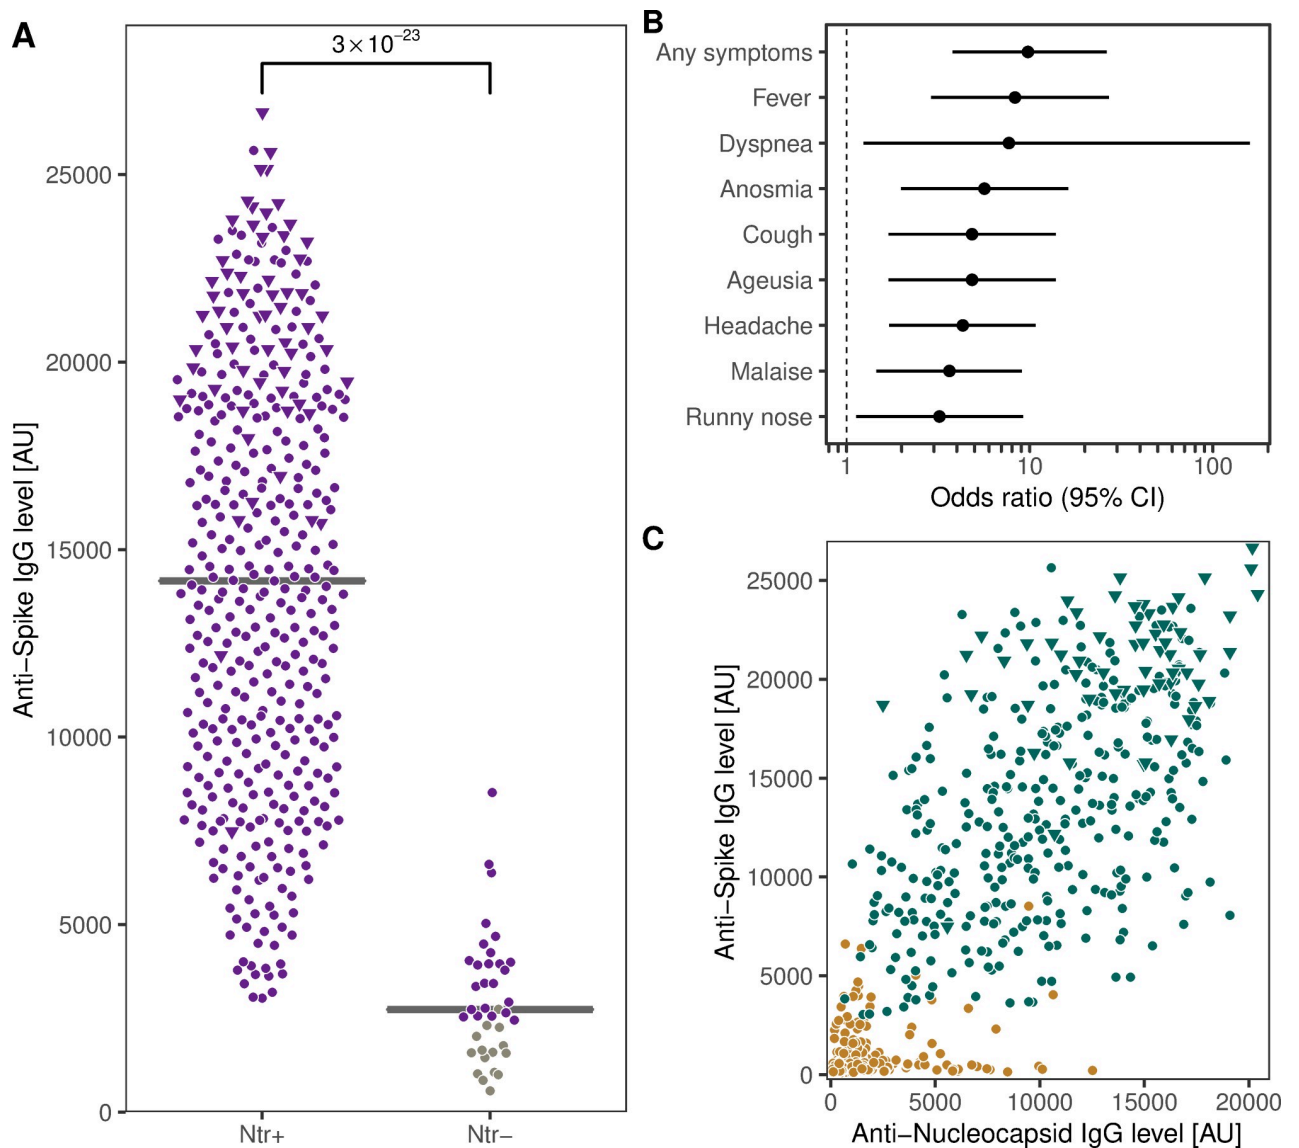 A
3×10⁻²³
Anti−Spike IgG level [AU]
25000
20000
15000
10000
5000
0
Ntr+
Ntr−
B
Any symptoms
Fever
Dyspnea
Anosmia
Cough
Ageusia
Headache
Malaise
Runny nose
1
10
100
Odds ratio (95% CI)
C
Anti−Spike IgG level [AU]
25000
20000
15000
10000
5000
0
0
5000
10000
15000
20000
Anti−Nucleocapsid IgG level [AU]